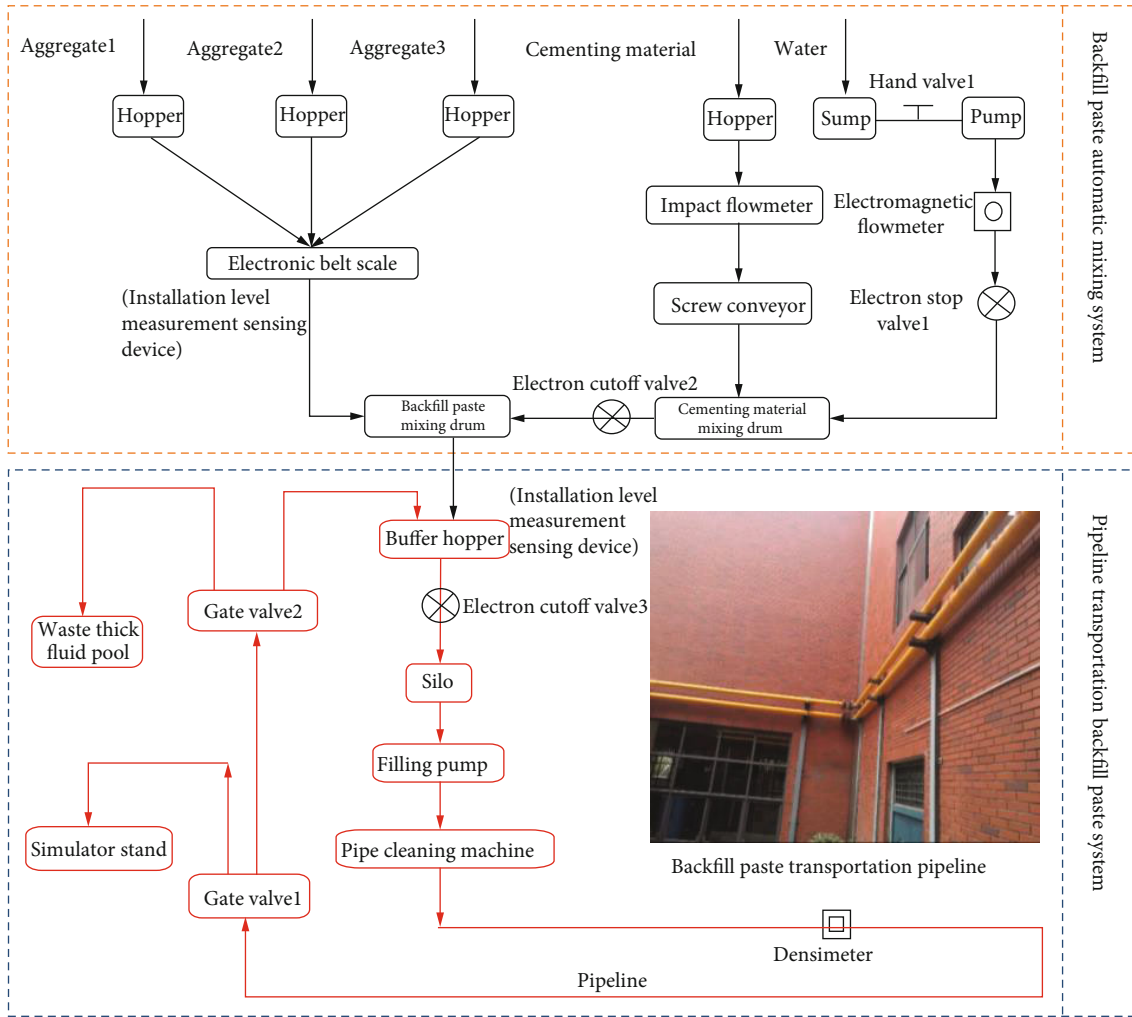 Aggregate1
Aggregate2
Aggregate3
Cementing material
Water
Hand valve1
Hopper
Hopper
Hopper
Hopper
Sump
Pump
Impact flowmeter
Electromagnetic
flowmeter
Electronic belt scale
(Installation level
measurement sensing
device)
Screw conveyor
Electron stop
valve1
Electron cutoff valve2
Backfill paste
mixing drum
Cementing material
mixing drum
Backfill paste automatic mixing system
(Installation level
measurement
sensing device)
Buffer hopper
Gate valve2
Electron cutoff valve3
Waste thick
fluid pool
Silo
Filling pump
Simulator stand
Pipe cleaning machine
Backfill paste transportation pipeline
Gate valve1
Densimeter
Pipeline
Pipeline transportation backfill paste system